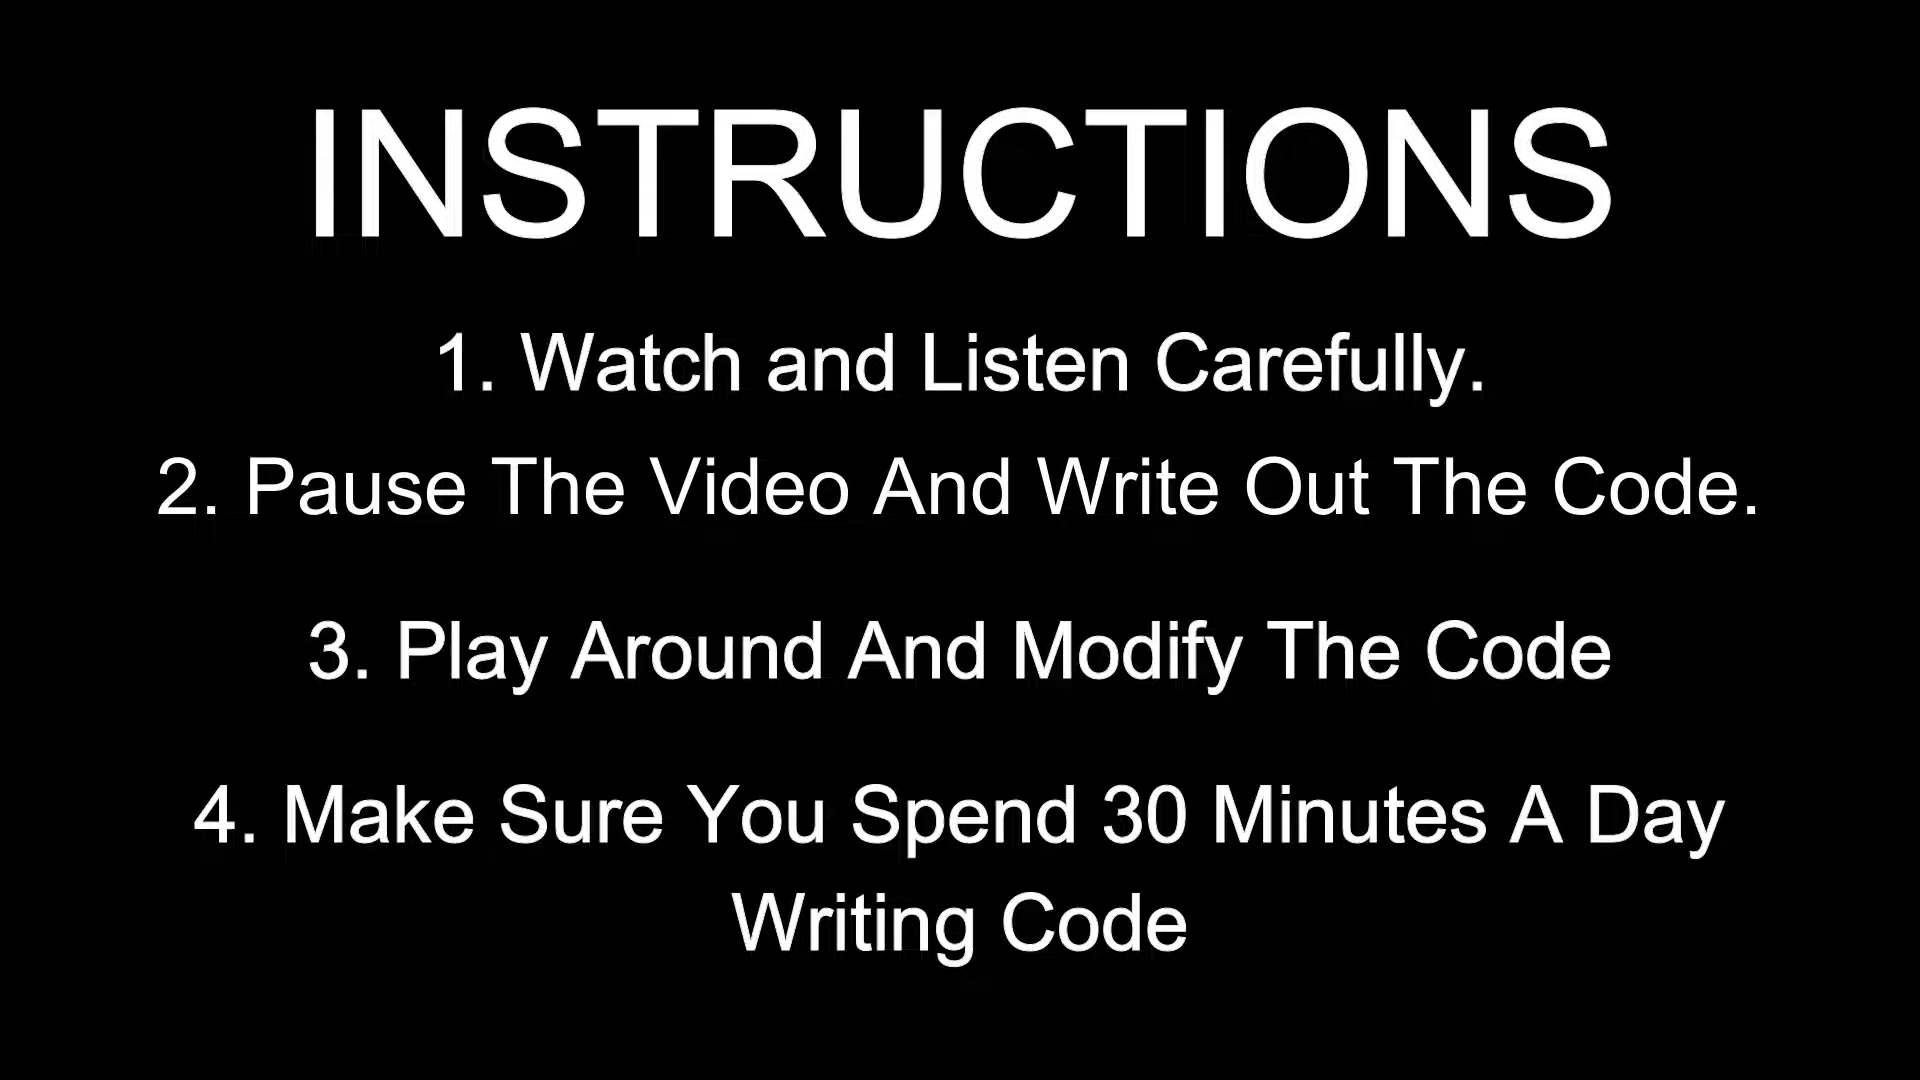 INSTRUCTIONS
1. Watch and Listen Carefully.
2. Pause The Video And Write Out The Code.
3. Play Around And Modify The Code
4. Make Sure You Spend 30 Minutes A Day
Writing Code